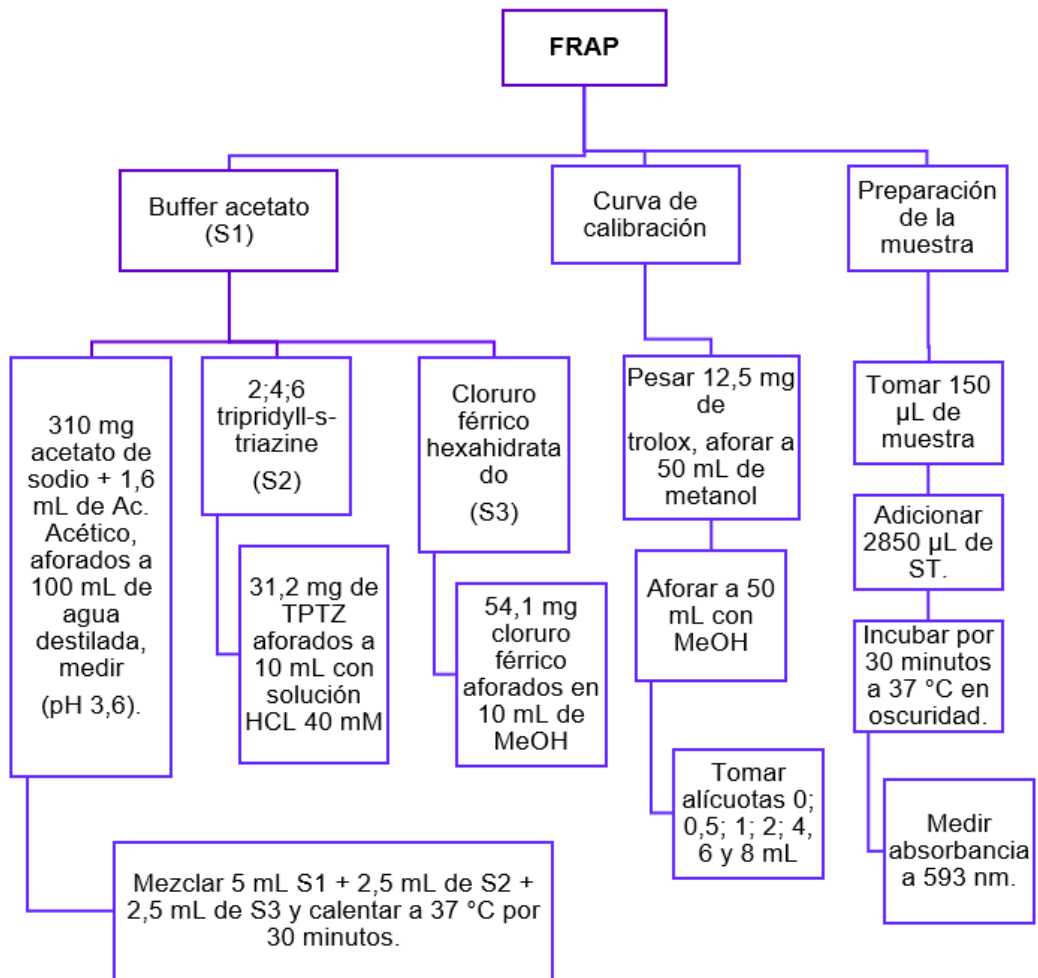 FRAP
Buffer acetato
(S1)
Curva de
calibración
Preparación
de la
muestra
310 mg
acetato de
sodio + 1,6
mL de Ac.
Acético,
aforados a
100 mL de
agua
destilada,
medir
(pH 3,6).
2;4;6
tripridyll-s-
triazine
(S2)
Cloruro
férrico
hexahidrata
do
(S3)
Pesar 12,5 mg
de
trolox, aforar a
50 mL de
metanol
Tomar 150
µL de
muestra
Adicionar
2850 µL de
ST.
31,2 mg de
TPTZ
aforados a
10 mL con
solución
HCL 40 mM
54,1 mg
cloruro
férrico
aforados en
10 mL de
MeOH
Aforar a 50
mL con
MeOH
Incubar por
30 minutos
a 37 °C en
oscuridad.
Tomar
alícuotas 0;
0,5; 1; 2; 4,
6 y 8 mL
Medir
absorbancia
a 593 nm.
Mezclar 5 mL S1 + 2,5 mL de S2 +
2,5 mL de S3 y calentar a 37 °C por
30 minutos.